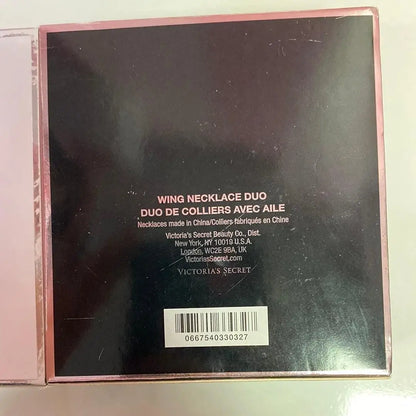 WING NECKLACE DUO
DUO DE COLLIERS AVEC AILE
Necklaces made in China/Colliers fabriqués en Chine
Victoria's Secret Beauty Co., Dist.
New York, NY 10019 U.S.A.
London, WC2E 9BA, UK
VictoriasSecret.com
VICTORIA'S SECRET
0667540330327